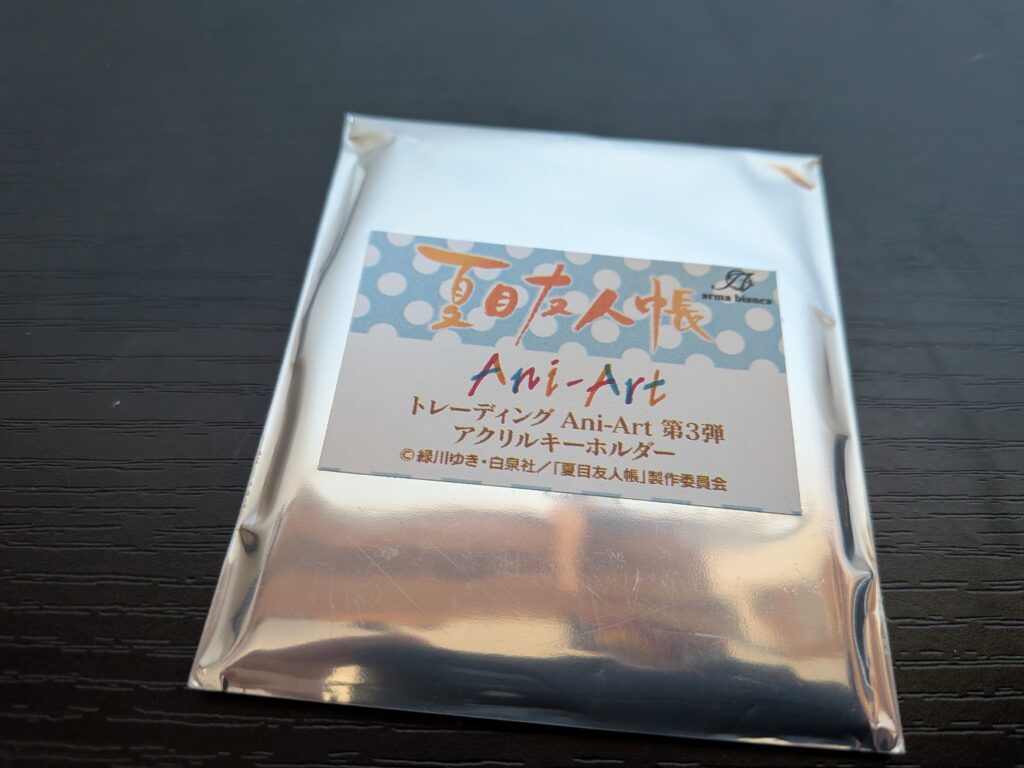 夏目友人帳
arma bianca
Ani-Art
トレーディング Ani-Art 第3弾
アクリルキーホルダー
© 緑川ゆき・白泉社／「夏目友人帳」製作委員会